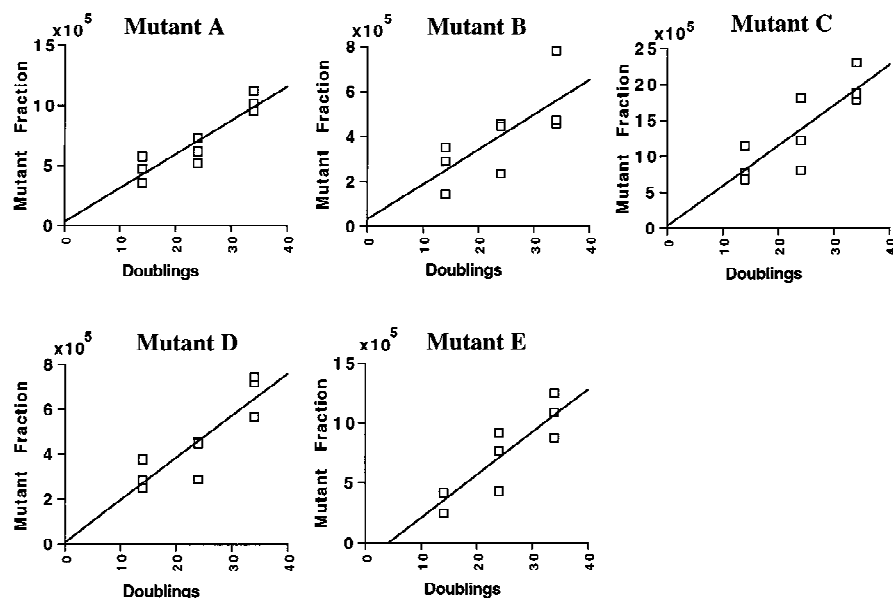 x10^5 Mutant A
15
10
5
0
0 10 20 30 40
Mutant Fraction
Doublings
x10^5 Mutant B
8
6
4
2
0
0 10 20 30 40
Mutant Fraction
Doublings
x10^5 Mutant C
25
20
15
10
5
0
0 10 20 30 40
Mutant Fraction
Doublings
x10^5 Mutant D
8
6
4
2
0
0 10 20 30 40
Mutant Fraction
Doublings
x10^5 Mutant E
15
10
5
0
0 10 20 30 40
Mutant Fraction
Doublings